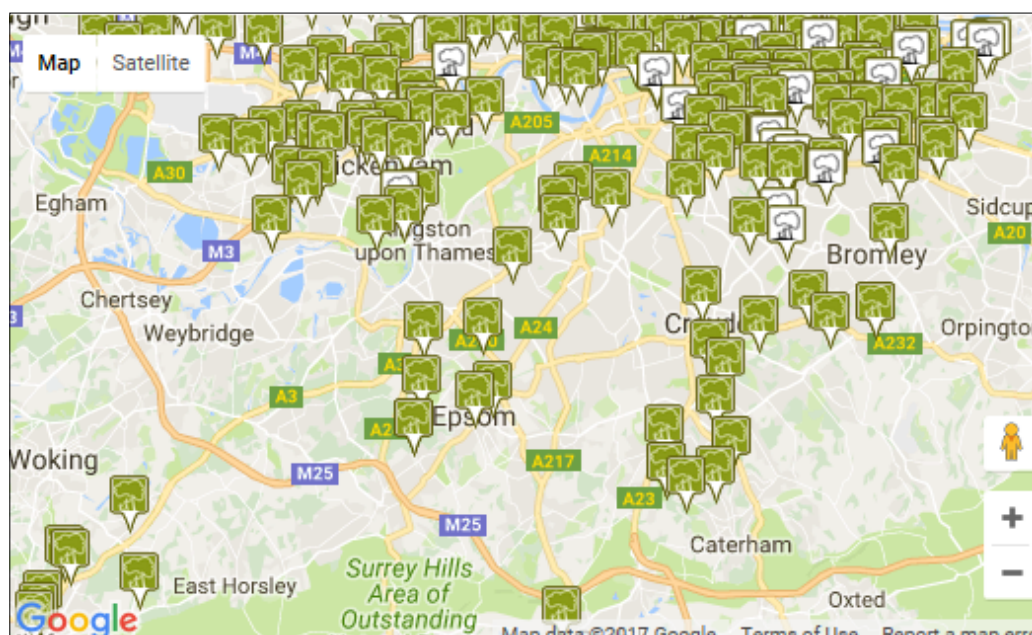 Map
Satellite
A205
A214
A30
Egham
Sidcup
A20
M3
upon Thames
Bromley
Chertsey
Weybridge
A24
Orpington
A232
A3
Epsom
Woking
M25
A217
A23
M25
Caterham
Surrey Hills
Area of
Outstanding
East Horsley
Oxted
Google
Map data ©2017 Google
Terms of Use